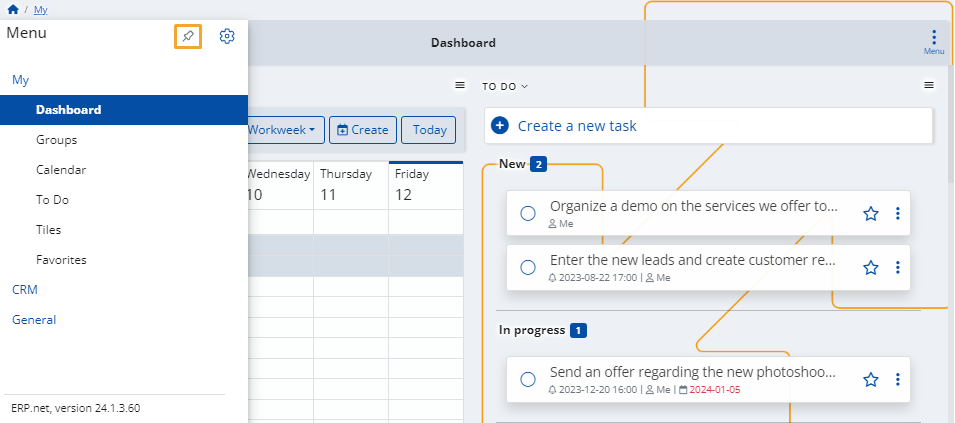 / My
Menu
My
Dashboard
Groups
Calendar
To Do
Tiles
Favorites
CRM
General
ERP.net, version 24.1.3.60
Dashboard
Menu
Workweek
Create
Today
Wednesday Thursday Friday
10 11 12
TO DO
Create a new task
New 2
Organize a demo on the services we offer to...
Me
Enter the new leads and create customer re...
2023-08-22 17:00 | Me
In progress 1
Send an offer regarding the new photoshoo...
2023-12-20 16:00 | Me | 2024-01-05